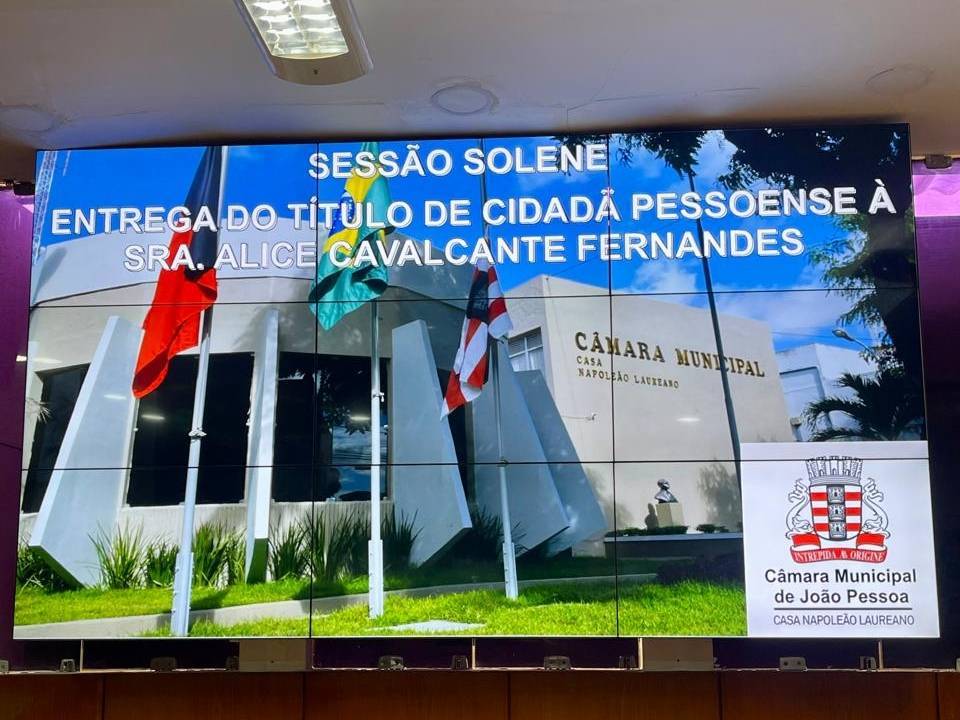 SESSÃO SOLENE
ENTREGA DO TÍTULO DE CIDADÃ PESSOENSE À
SRA. ALICE CAVALCANTE FERNANDES
CÂMARA MUNICIPAL
CASA
NAPOLEÃO LAUREANO
INTREPIDA AB ORIGINE
Câmara Municipal
de João Pessoa
CASA NAPOLEÃO LAUREANO